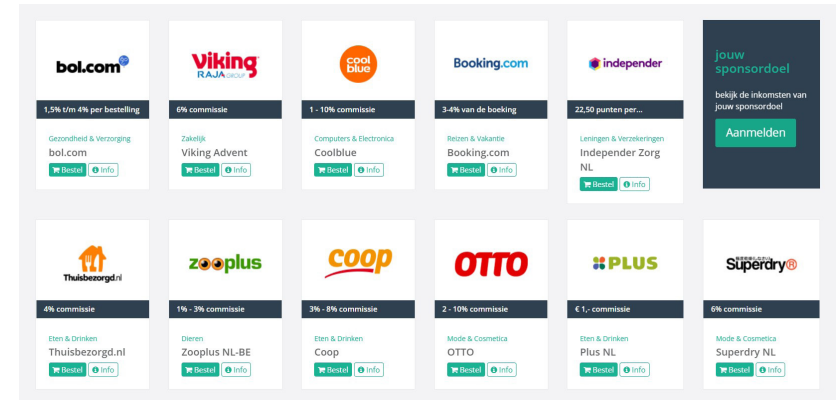 bol.com
1,5% t/m 4% per bestelling
Gezondheid & Verzorging
bol.com
Bestel Info
Viking
RAJA GROUP
6% commissie
Zakelijk
Viking Advent
Bestel Info
cool
blue
1 - 10% commissie
Computers & Electronica
Coolblue
Bestel Info
Booking.com
3-4% van de boeking
Reizen & Vakantie
Booking.com
Bestel Info
independer
22,50 punten per...
Leningen & Verzekeringen
Independer Zorg
NL
Bestel Info
jouw
sponsordoel
bekijk de inkomsten van
jouw sponsordoel
Aanmelden
Thuisbezorgd.nl
4% commissie
Eten & Drinken
Thuisbezorgd.nl
Bestel Info
zooplus
1% - 3% commissie
Dieren
Zooplus NL-BE
Bestel Info
coop
3% - 8% commissie
Eten & Drinken
Coop
Bestel Info
OTTO
2 - 10% commissie
Mode & Cosmetica
OTTO
Bestel Info
PLUS
€ 1,- commissie
Eten & Drinken
Plus NL
Bestel Info
Superdry®
6% commissie
Mode & Cosmetica
Superdry NL
Bestel Info